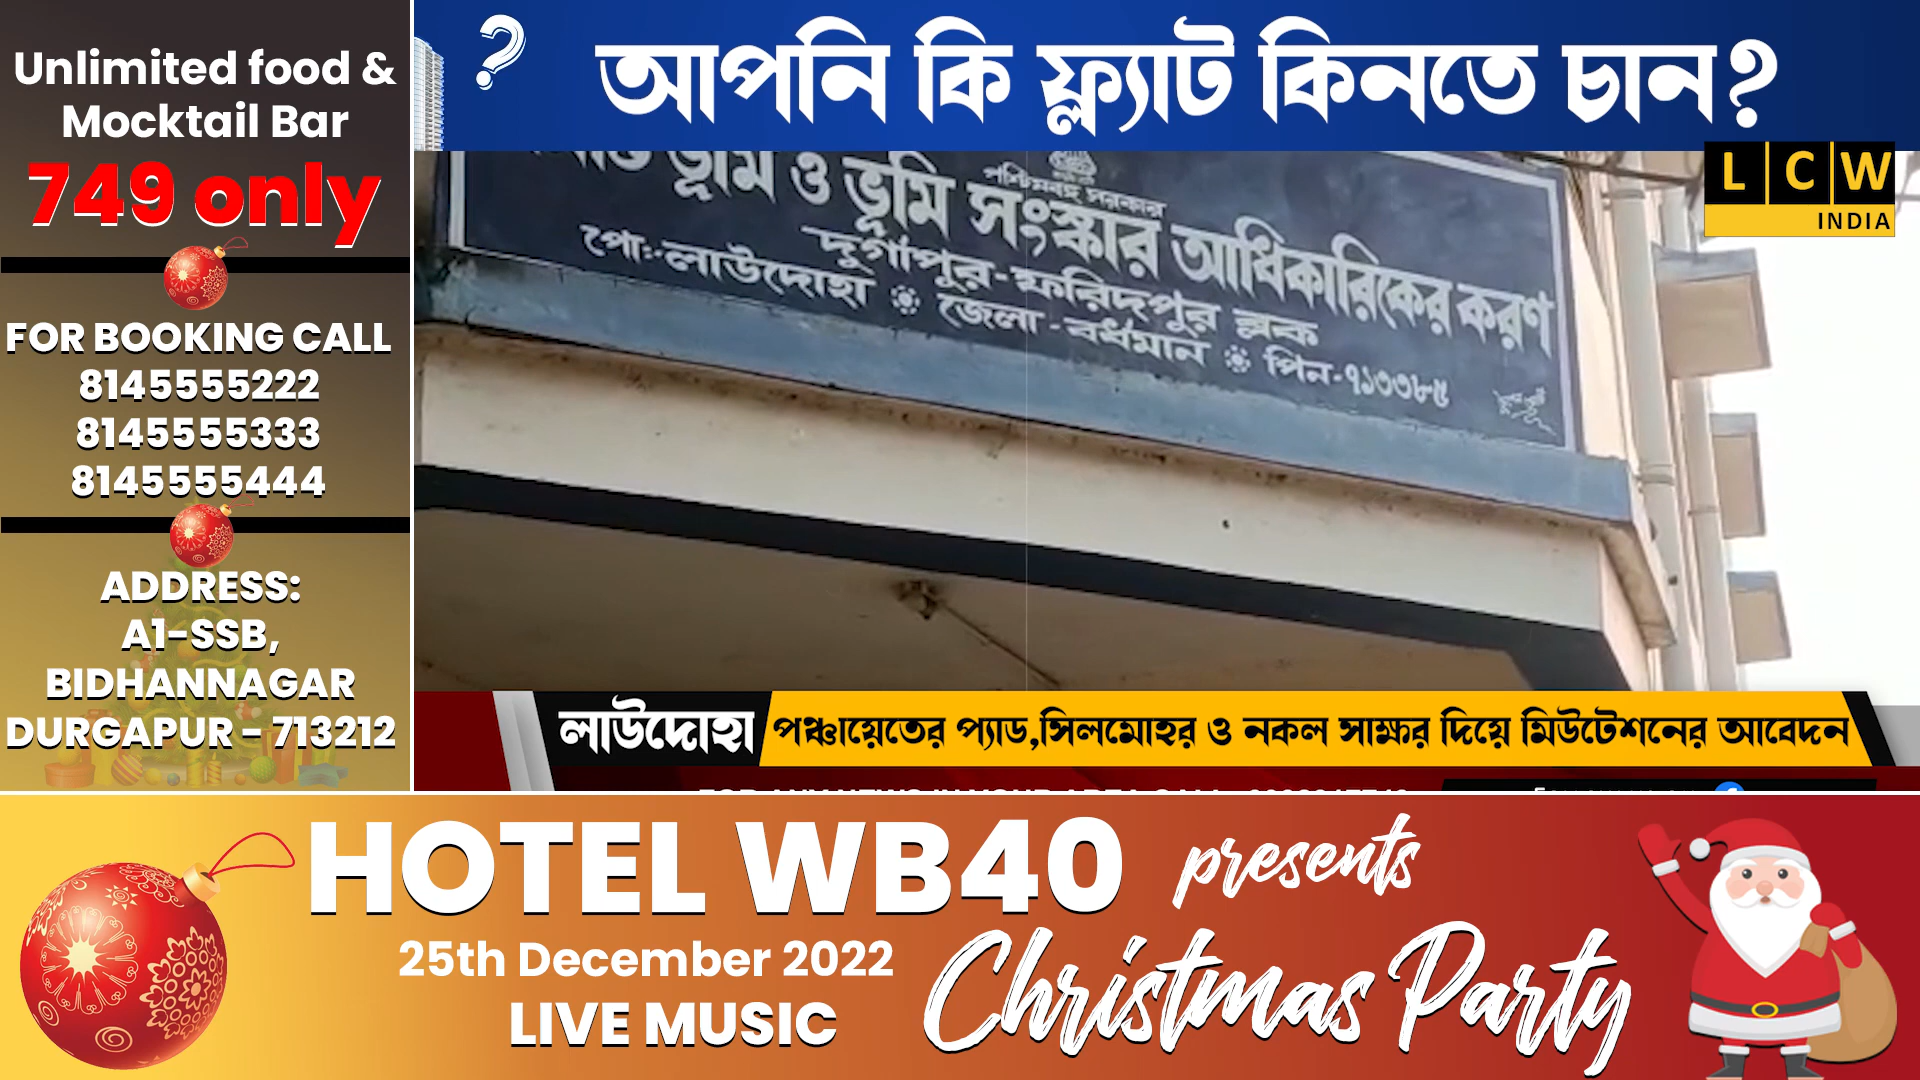 Unlimited food &
Mocktail Bar
749 only
FOR BOOKING CALL
8145555222
8145555333
8145555444
ADDRESS:
A1-SSB,
BIDHANNAGAR
DURGAPUR - 713212
? আপনি কি ফ্ল্যাট কিনতে চান?
L C W
INDIA
পশ্চিমবঙ্গ সরকার
ভূমি ও ভূমি সংস্কার আধিকারিকের করণ
দুর্গাপুর-ফরিদপুর ব্লক
পো:-লাউদোহা জেলা-বর্ধমান পিন-৭১৩৩৮৫
লাউদোহা পঞ্চায়েতের প্যাড,সিলমোহর ও নকল সাক্ষর দিয়ে মিউটেশনের আবেদন
HOTEL WB40 presents
25th December 2022
LIVE MUSIC
Christmas Party